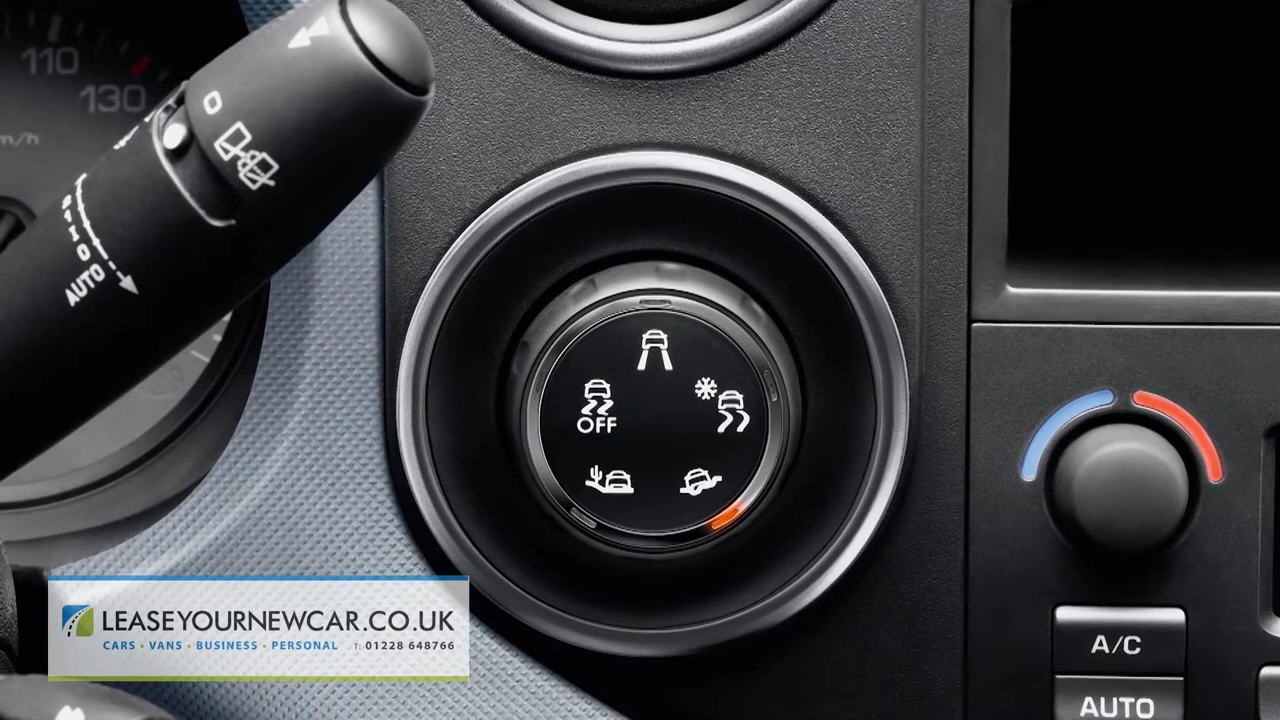 110
130
m/h
0
AUTO
OFF
A/C
AUTO
LEASEYOURNEWCAR.CO.UK
CARS • VANS • BUSINESS • PERSONAL T: 01228 648766